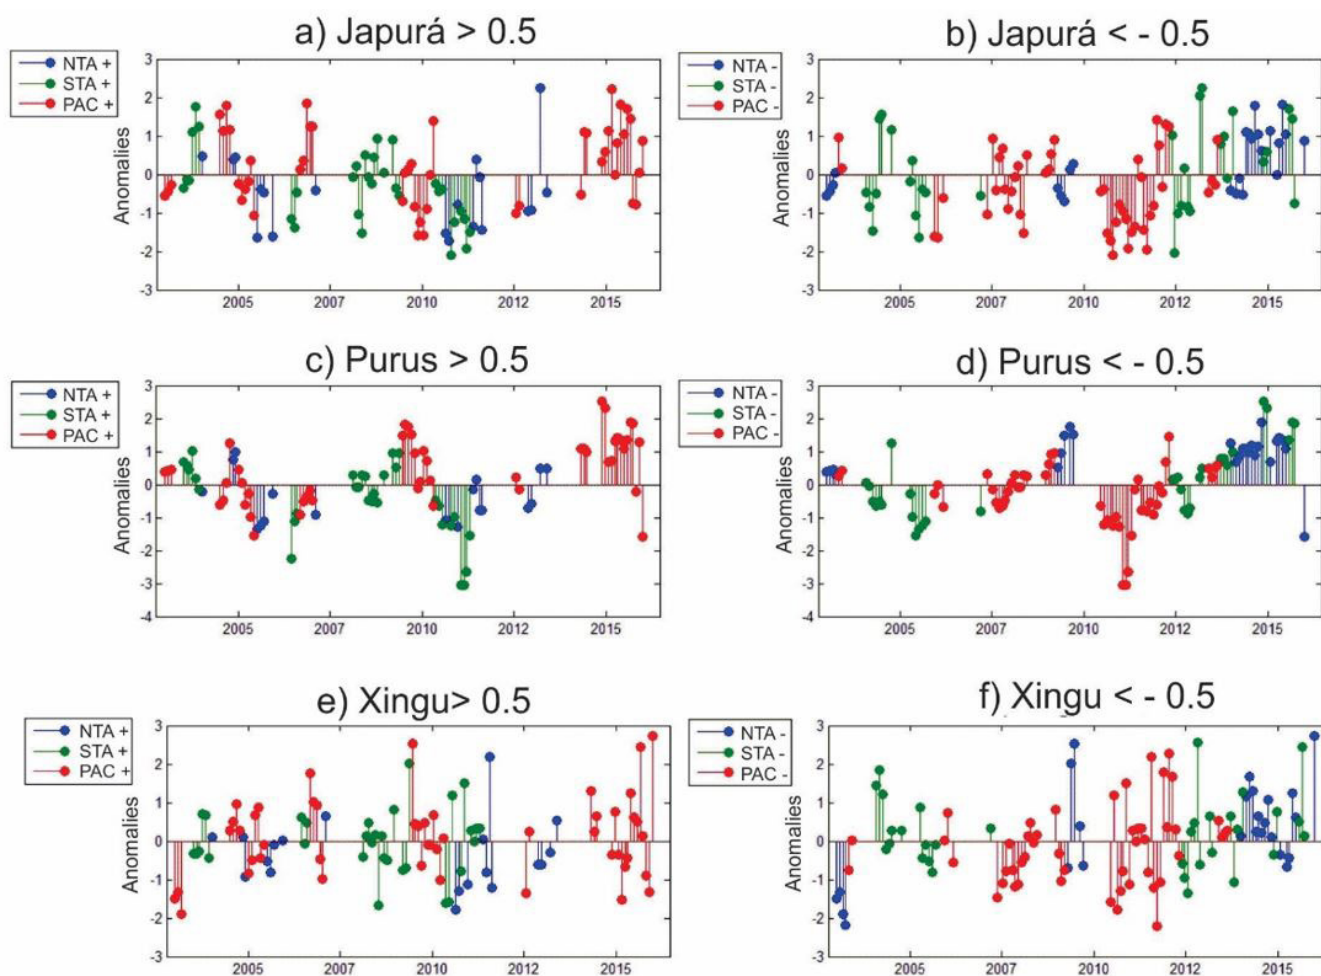 a) Japurá > 0.5
NTA +
STA +
PAC +
Anomalies
3
2
1
0
-1
-2
-3
2005 2007 2010 2012 2015
b) Japurá < - 0.5
NTA -
STA -
PAC -
Anomalies
3
2
1
0
-1
-2
-3
2005 2007 2010 2012 2015
c) Purus > 0.5
NTA +
STA +
PAC +
Anomalies
3
2
1
0
-1
-2
-3
-4
2005 2007 2010 2012 2015
d) Purus < - 0.5
NTA -
STA -
PAC -
Anomalies
3
2
1
0
-1
-2
-3
-4
2005 2007 2010 2012 2015
e) Xingu> 0.5
NTA +
STA +
PAC +
Anomalies
3
2
1
0
-1
-2
-3
2005 2007 2010 2012 2015
f) Xingu < - 0.5
NTA -
STA -
PAC -
Anomalies
3
2
1
0
-1
-2
-3
2005 2007 2010 2012 2015